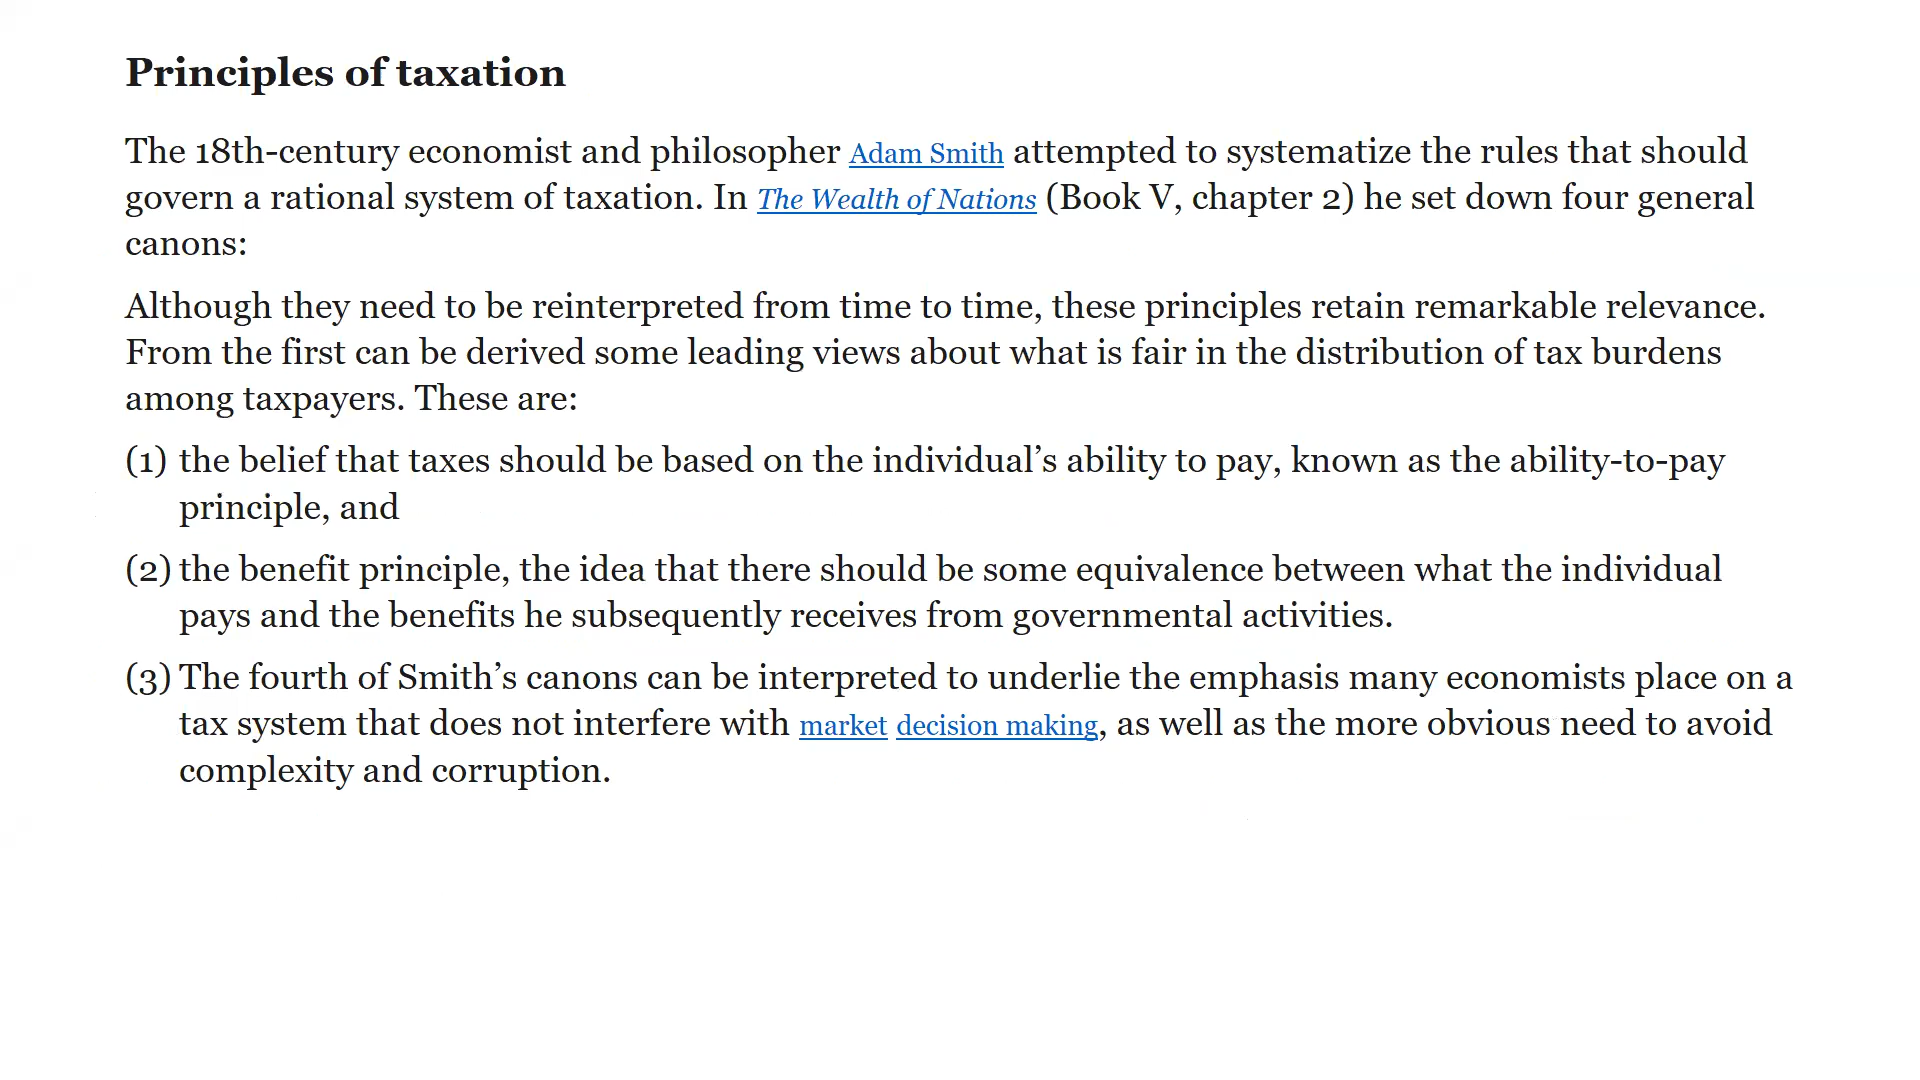 Principles of taxation
The 18th-century economist and philosopher Adam Smith attempted to systematize the rules that should
govern a rational system of taxation. In The Wealth of Nations (Book V, chapter 2) he set down four general
canons:
Although they need to be reinterpreted from time to time, these principles retain remarkable relevance.
From the first can be derived some leading views about what is fair in the distribution of tax burdens
among taxpayers. These are:
(1) the belief that taxes should be based on the individual’s ability to pay, known as the ability-to-pay
principle, and
(2) the benefit principle, the idea that there should be some equivalence between what the individual
pays and the benefits he subsequently receives from governmental activities.
(3) The fourth of Smith’s canons can be interpreted to underlie the emphasis many economists place on a
tax system that does not interfere with market decision making, as well as the more obvious need to avoid
complexity and corruption.